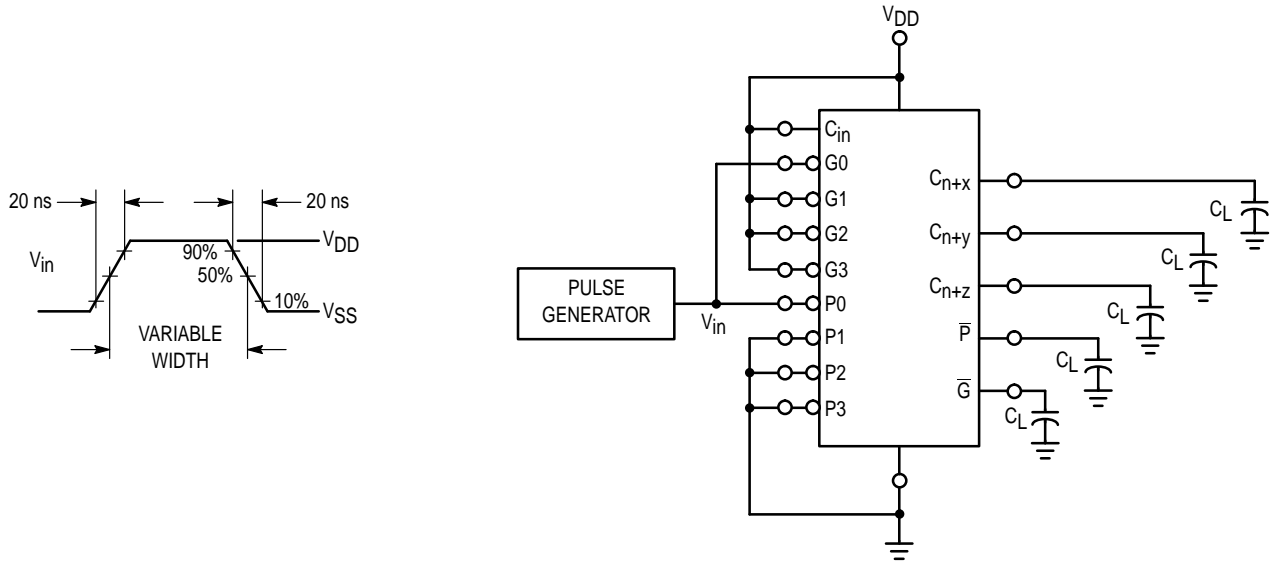 20 ns
20 ns
V_in
90%
50%
10%
V_DD
V_SS
VARIABLE
WIDTH
PULSE
GENERATOR
V_in
V_DD
C_in
G0
G1
G2
G3
P0
P1
P2
P3
C_n+x
C_n+y
C_n+z
P̅
G̅
C_L
C_L
C_L
C_L
C_L